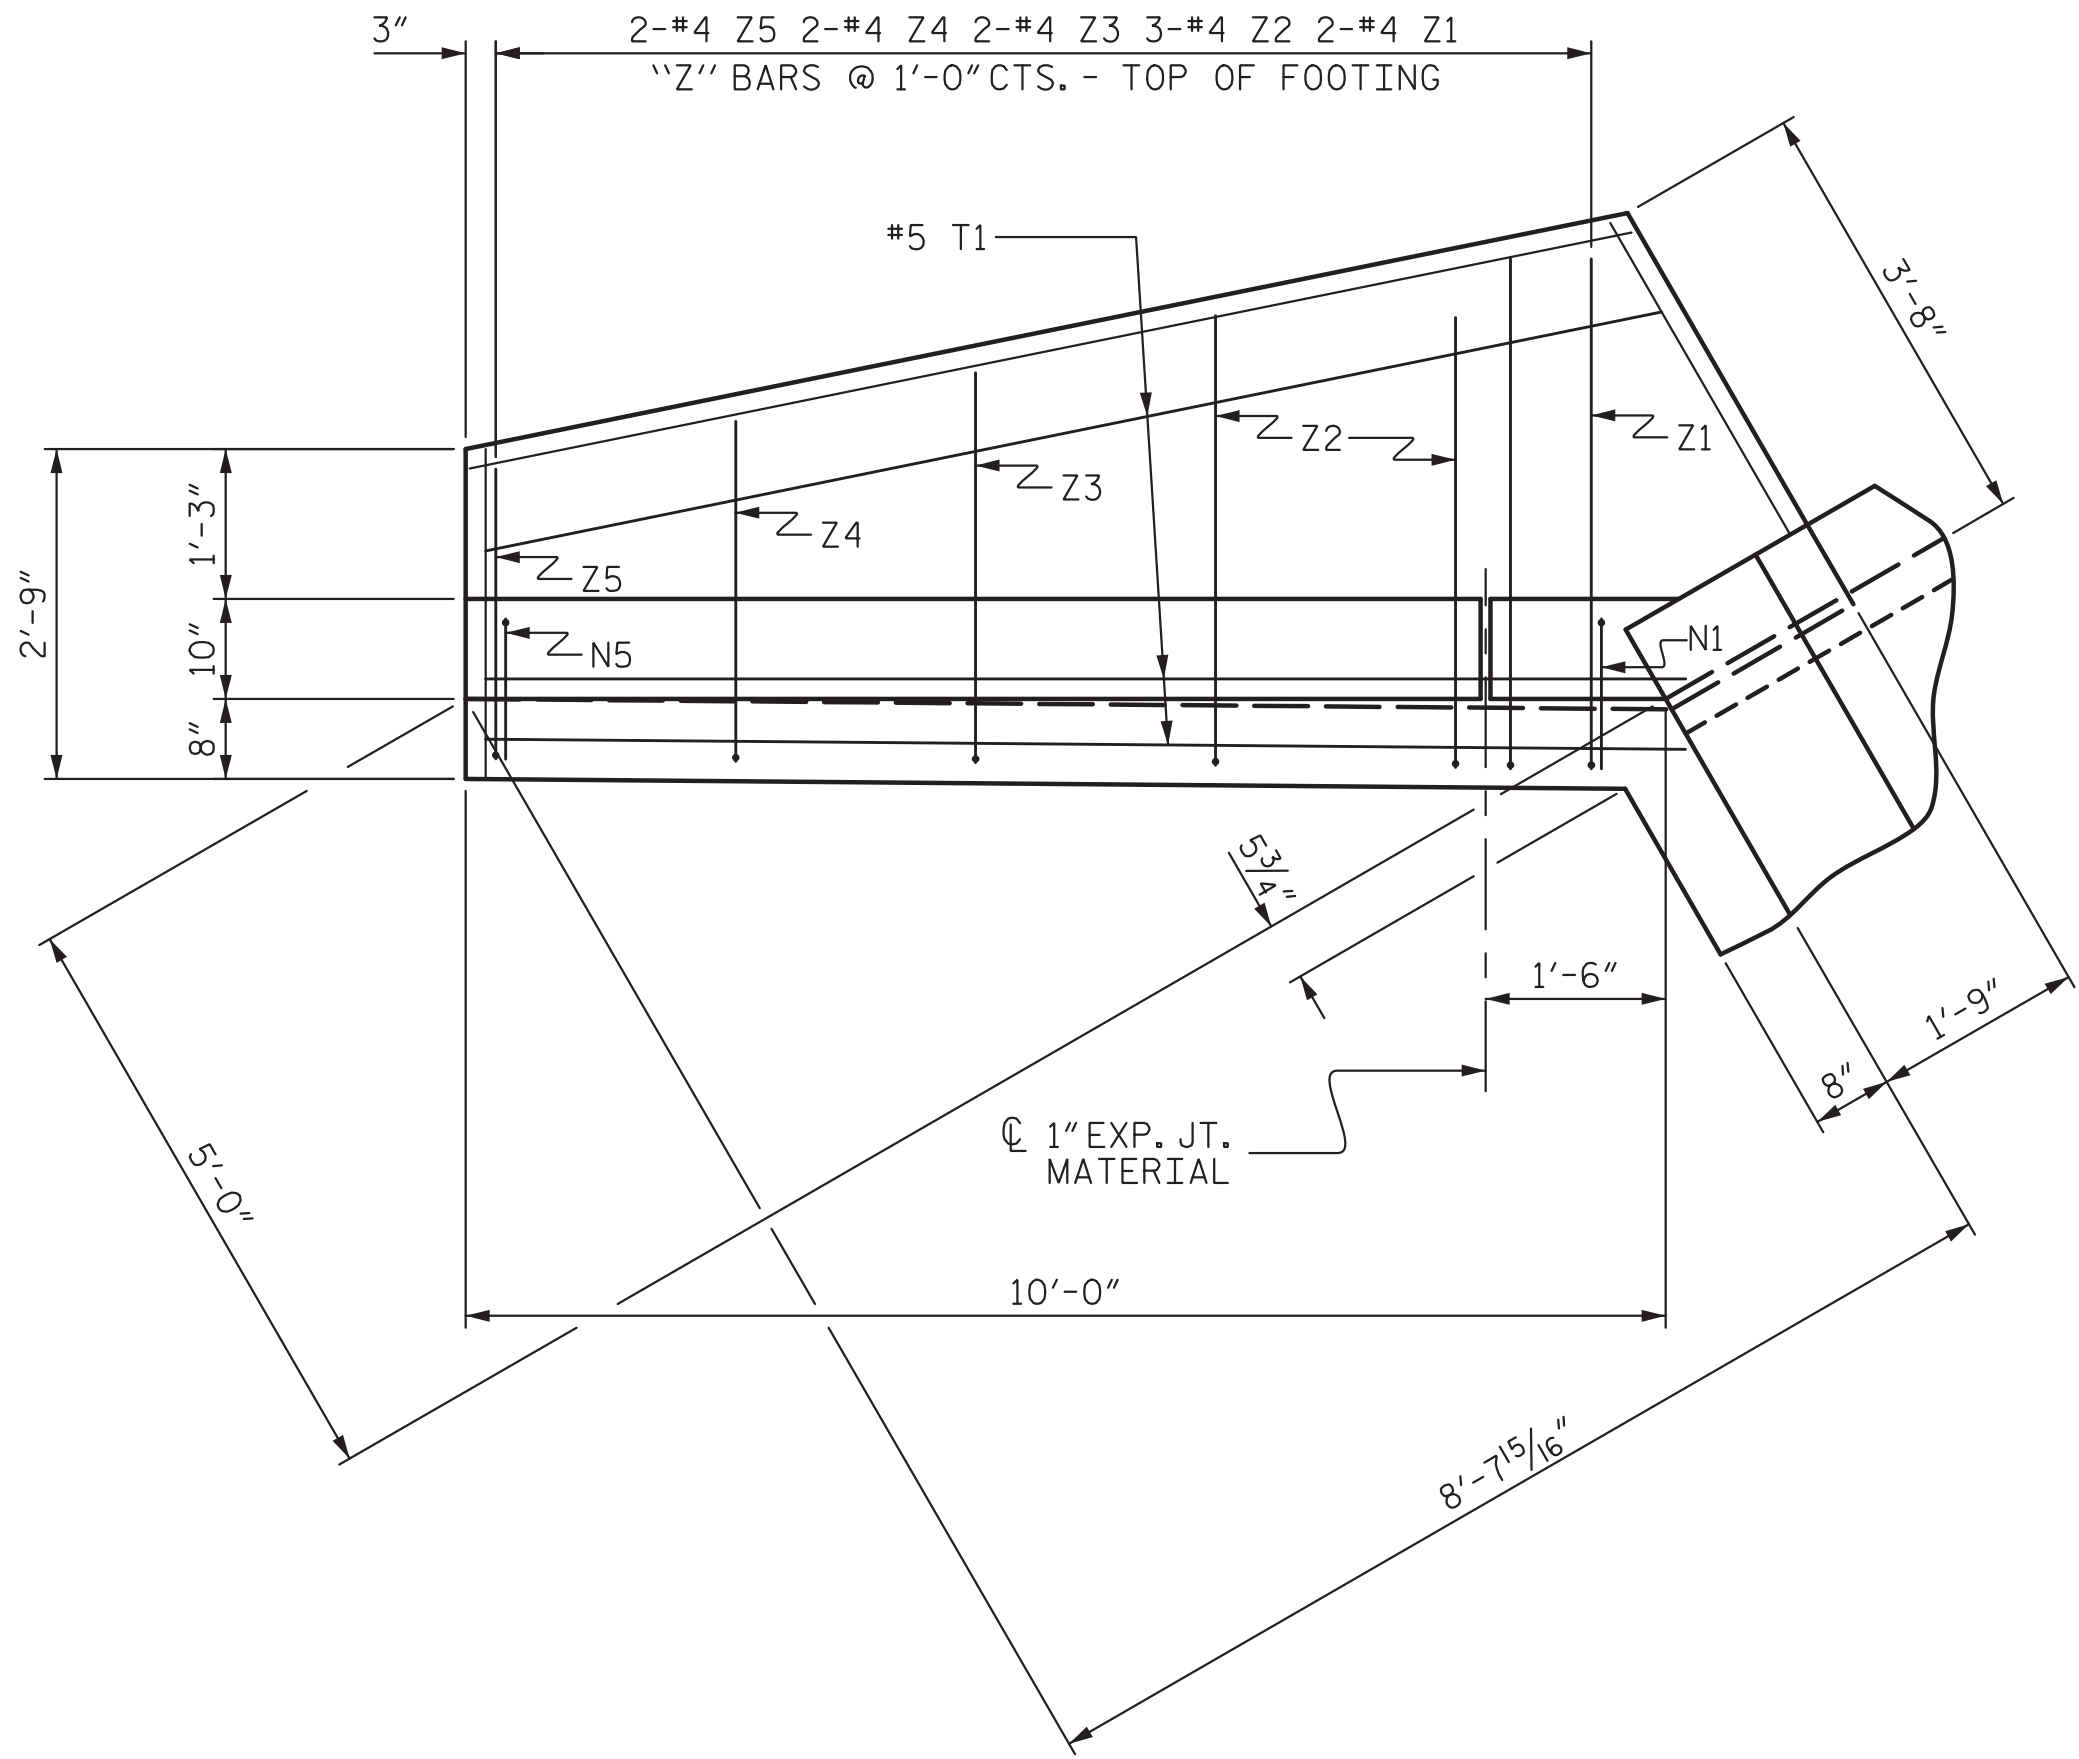 3"
2-#4 Z5 2-#4 Z4 2-#4 Z3 3-#4 Z2 2-#4 Z1
"Z" BARS @ 1'-0" CTS. - TOP OF FOOTING
#5 T1
3'-8"
Z2
Z1
Z3
Z4
Z5
1'-3"
2'-9"
10"
N5
N1
8"
5 3/4"
1'-6"
1'-9"
8"
℄ 1" EXP. JT.
MATERIAL
5'-0"
10'-0"
8'-7 15/16"